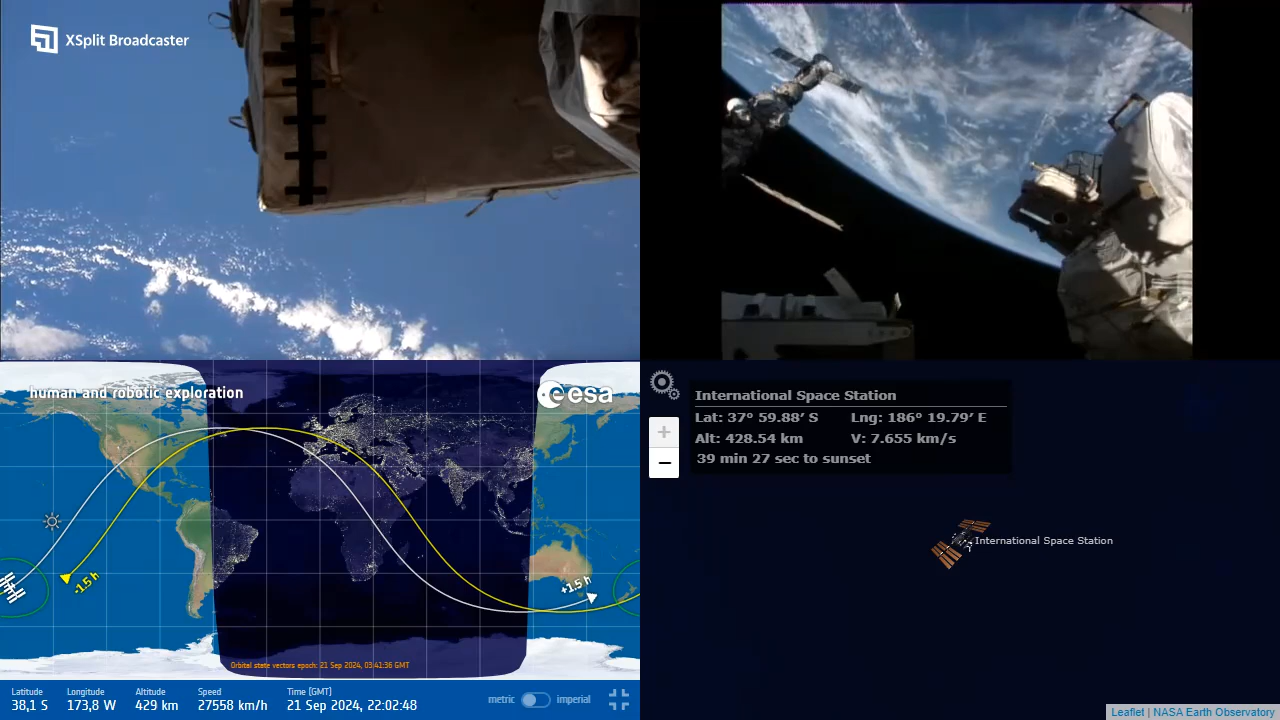 XSplit Broadcaster
human and robotic exploration
esa
-1.5 h
+1.5 h
Orbital state vectors epoch: 21 Sep 2024, 03:41:36 GMT
Latitude Longitude Altitude Speed Time (GMT)
38,1 S 173,8 W 429 km 27558 km/h 21 Sep 2024, 22:02:48
metric imperial
+
−
International Space Station
Lat: 37° 59.88′ S Lng: 186° 19.79′ E
Alt: 428.54 km V: 7.655 km/s
39 min 27 sec to sunset
International Space Station
Leaflet | NASA Earth Observatory